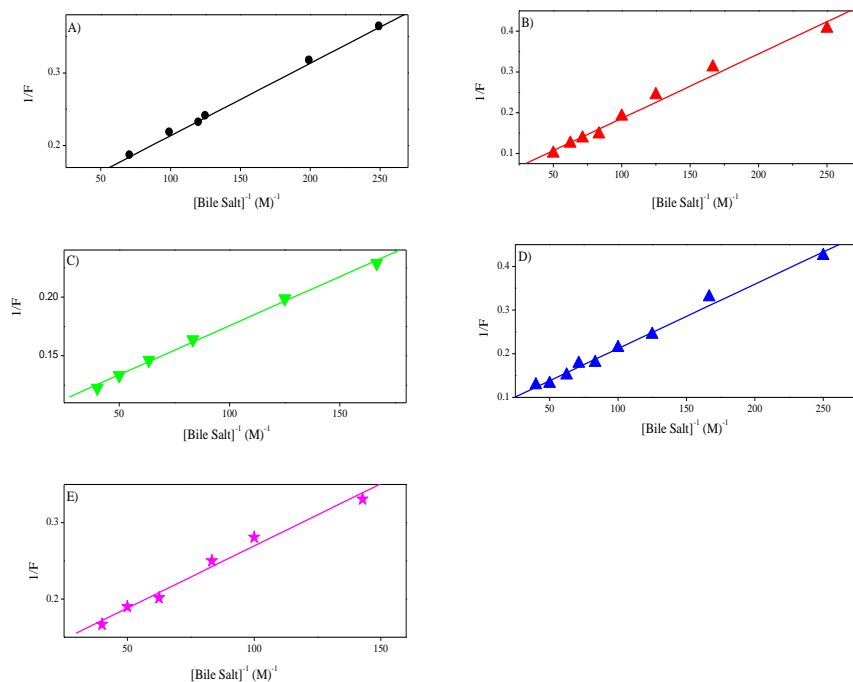 A)
0.3
0.2
1/F
50 100 150 200 250
[Bile Salt]⁻¹ (M)⁻¹
B)
0.4
0.3
0.2
0.1
1/F
50 100 150 200 250
[Bile Salt]⁻¹ (M)⁻¹
C)
0.20
0.15
1/F
50 100 150
[Bile Salt]⁻¹ (M)⁻¹
D)
0.4
0.3
0.2
0.1
1/F
50 100 150 200 250
[Bile Salt]⁻¹ (M)⁻¹
E)
0.3
0.2
1/F
50 100 150
[Bile Salt]⁻¹ (M)⁻¹